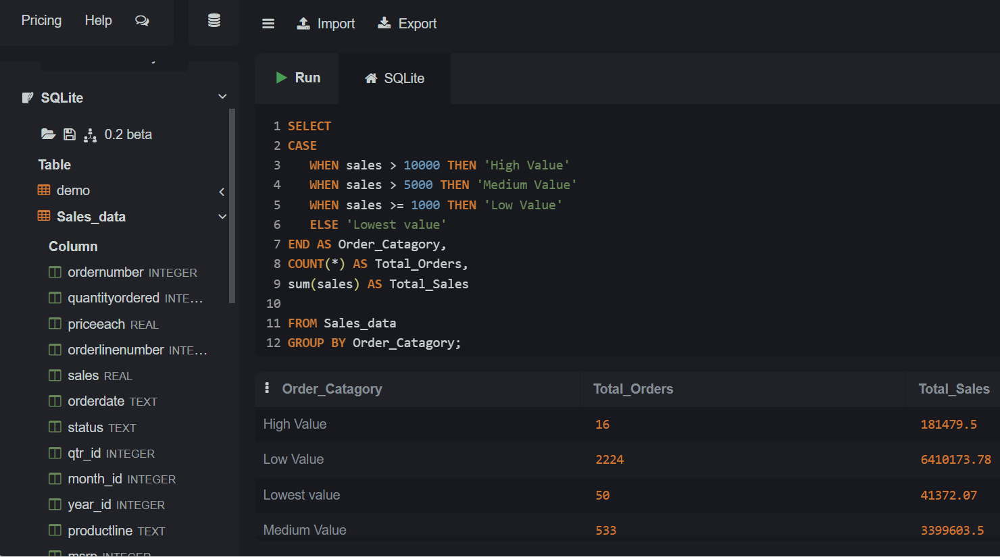 Pricing Help
Import Export
Run SQLite
SQLite
0.2 beta
Table
demo
Sales_data
Column
ordernumber INTEGER
quantityordered INTE...
priceeach REAL
orderlinenumber INTE...
sales REAL
orderdate TEXT
status TEXT
qtr_id INTEGER
month_id INTEGER
year_id INTEGER
productline TEXT
msrp INTEGER
1 SELECT
2 CASE
3 WHEN sales > 10000 THEN 'High Value'
4 WHEN sales > 5000 THEN 'Medium Value'
5 WHEN sales >= 1000 THEN 'Low Value'
6 ELSE 'Lowest value'
7 END AS Order_Catagory,
8 COUNT(*) AS Total_Orders,
9 sum(sales) AS Total_Sales
10
11 FROM Sales_data
12 GROUP BY Order_Catagory;
Order_Catagory Total_Orders Total_Sales
High Value 16 181479.5
Low Value 2224 6410173.78
Lowest value 50 41372.07
Medium Value 533 3399603.5